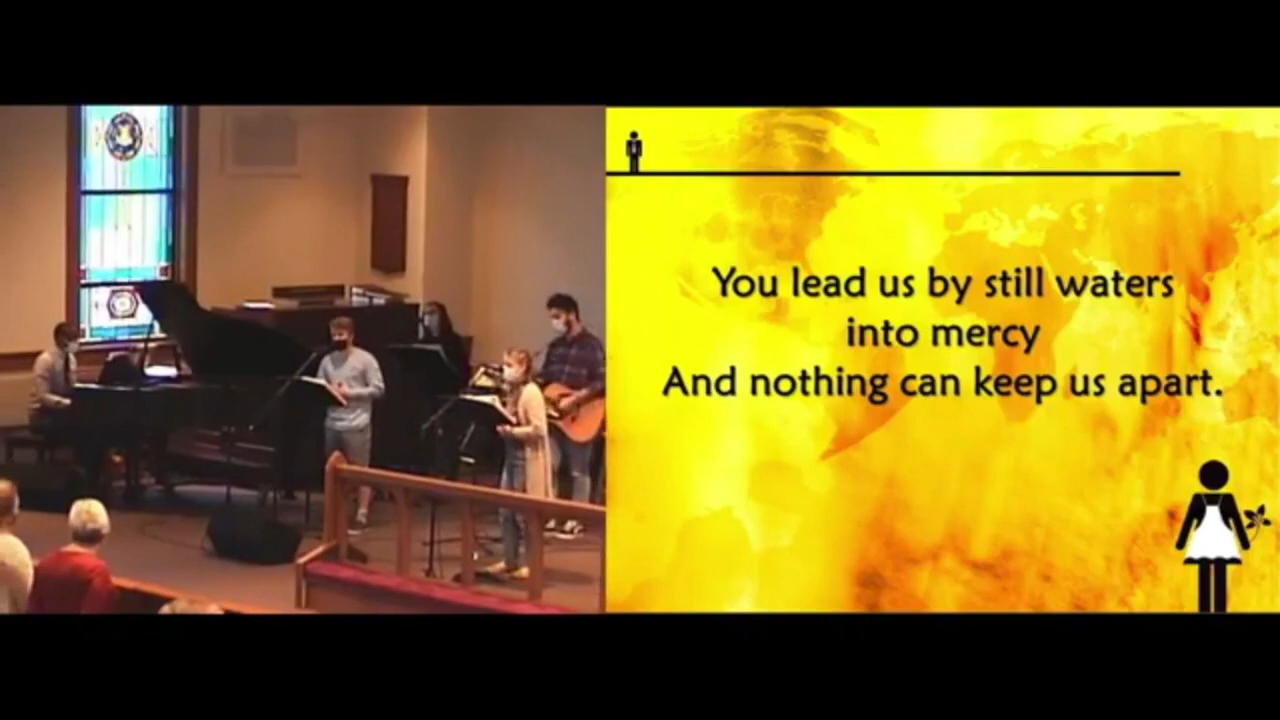 You lead us by still waters
into mercy
And nothing can keep us apart.